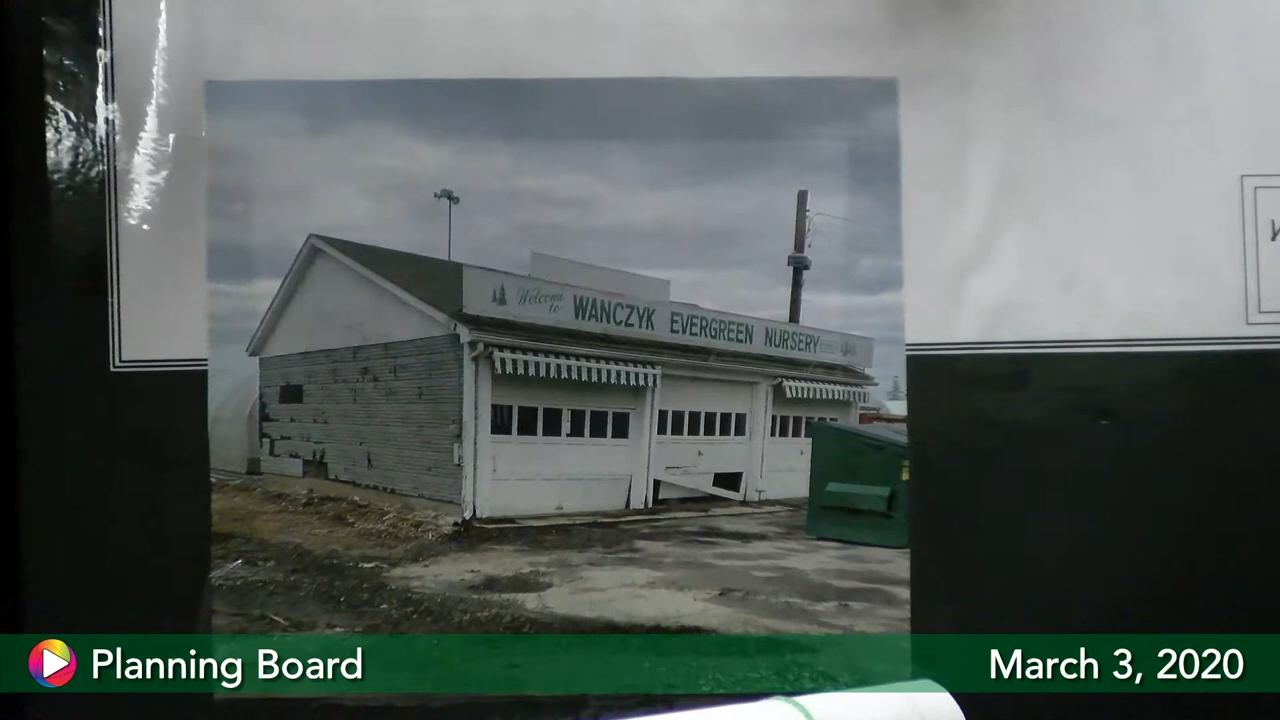 Welcome
to
WANCZYK EVERGREEN NURSERY
Planning Board
March 3, 2020